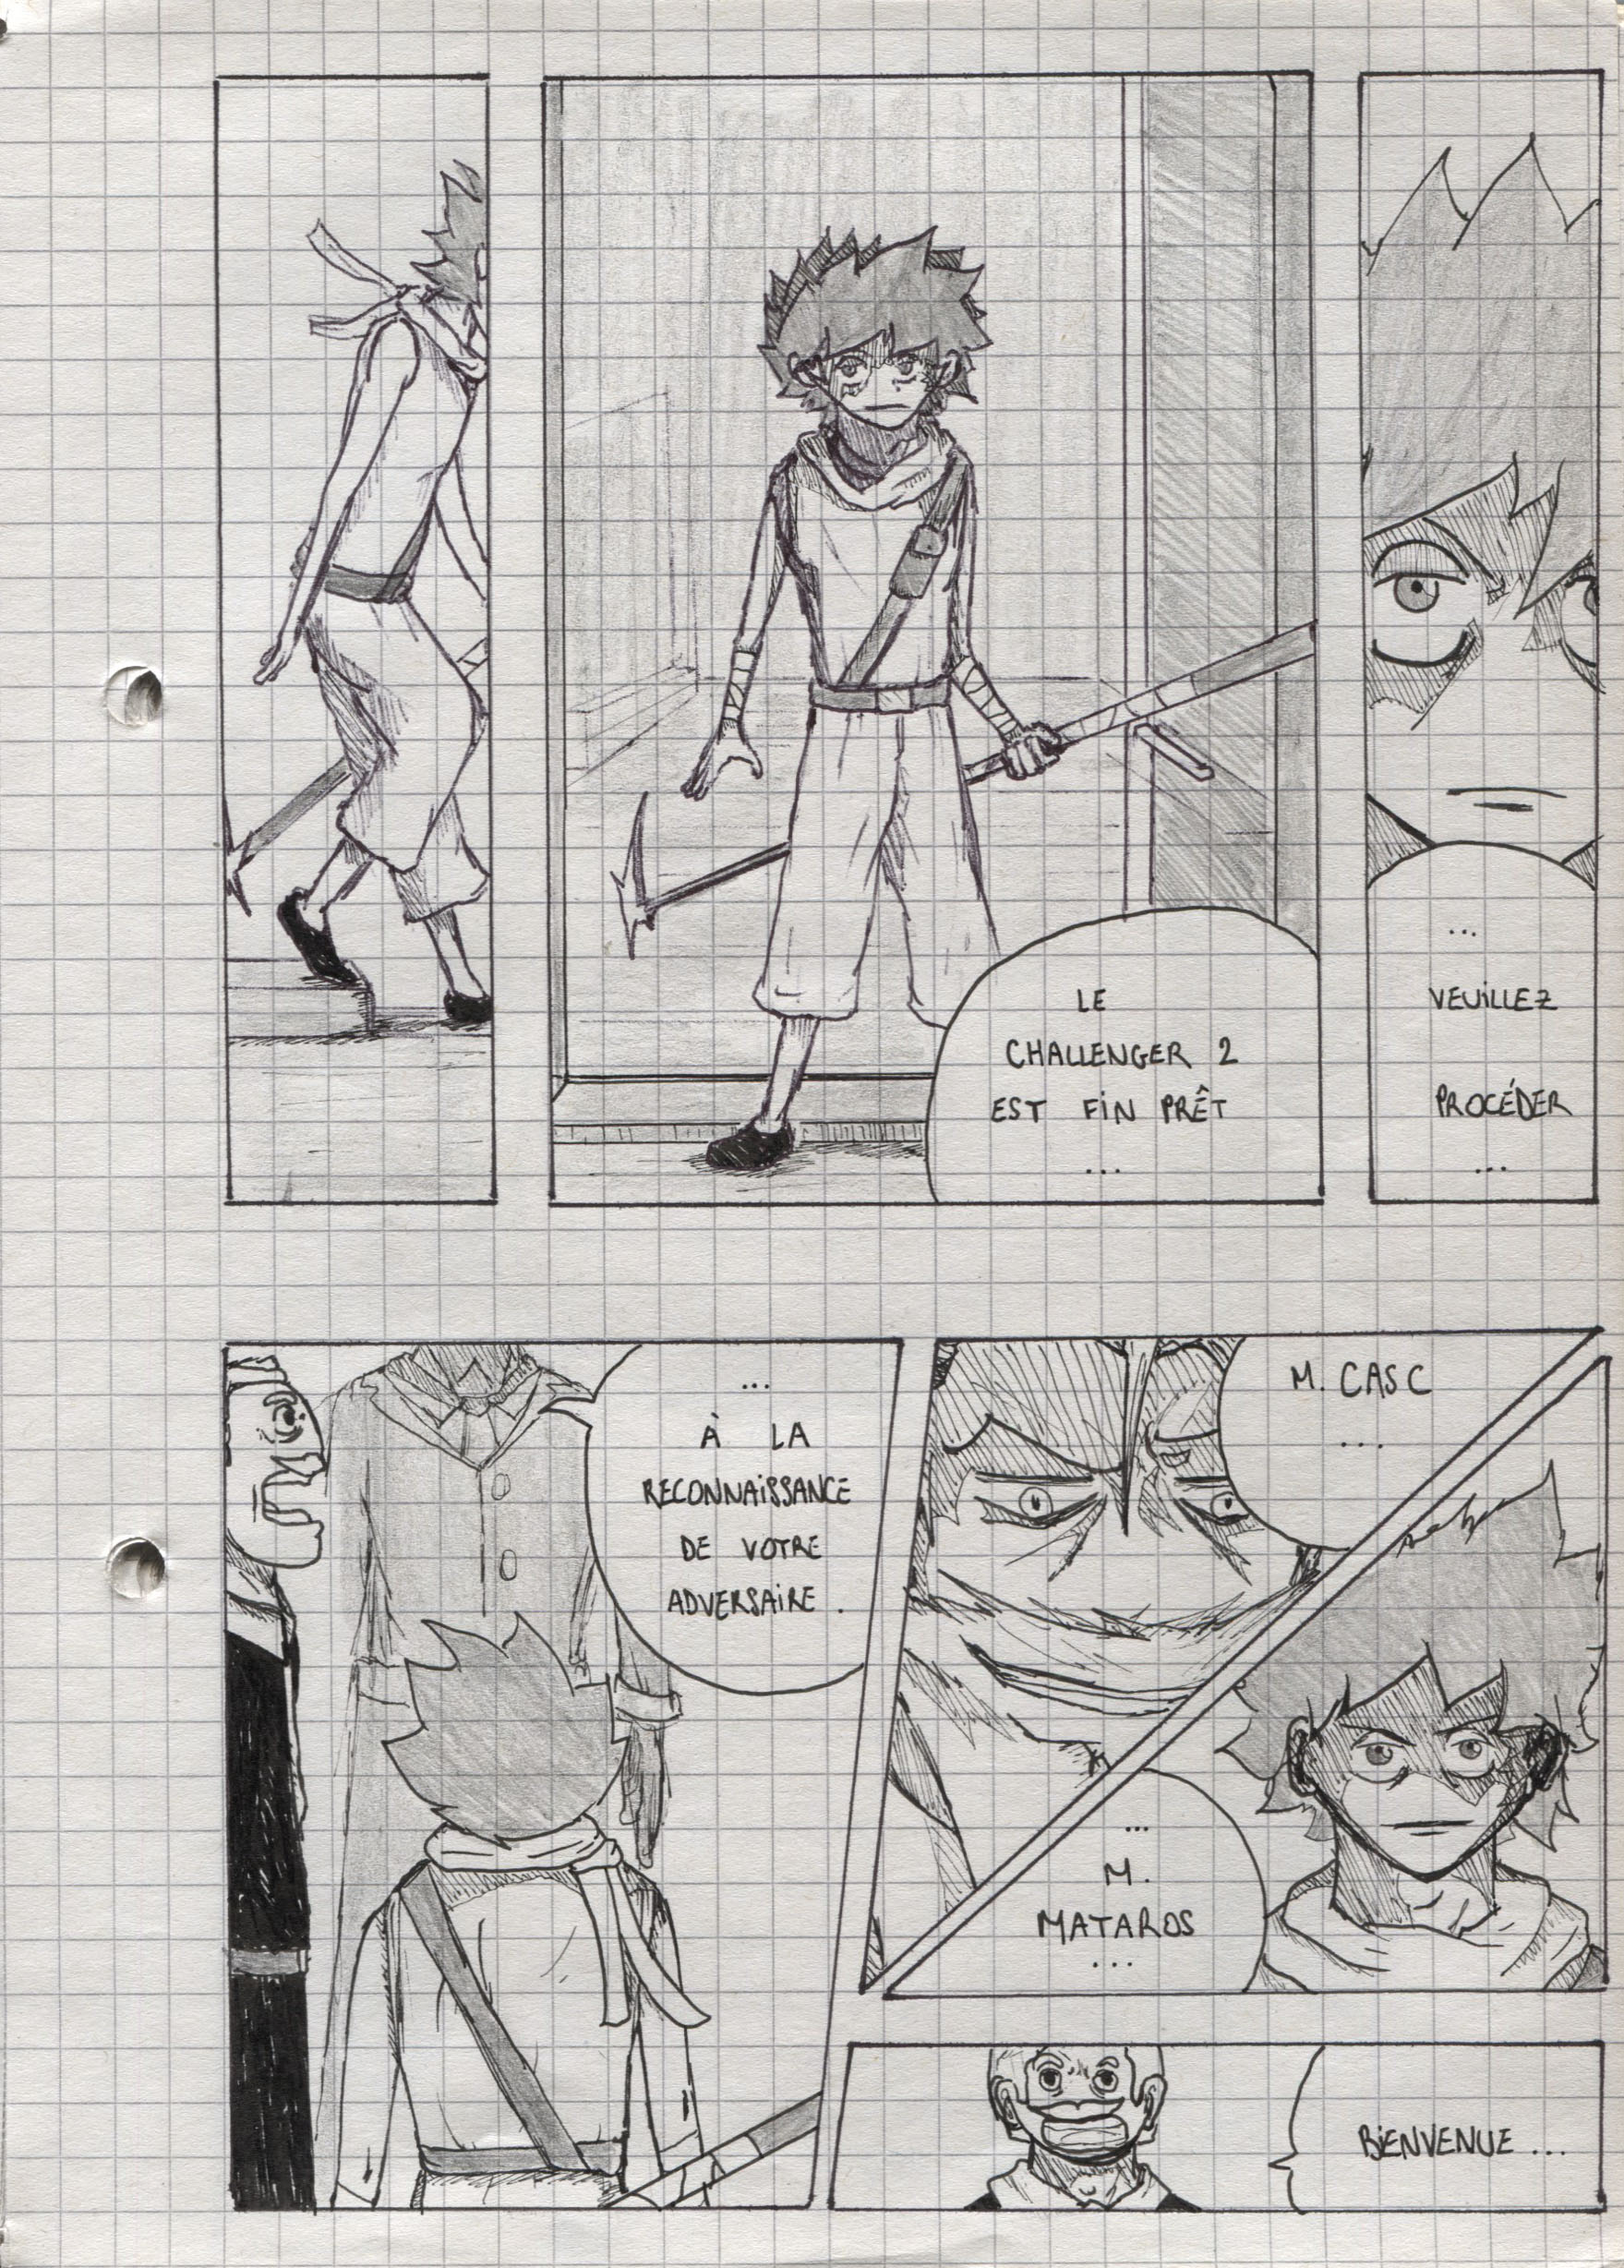 LE
CHALLENGER 2
EST FIN PRÊT
...
...
VEUILLEZ
PROCÉDER
...
...
À LA
RECONNAISSANCE
DE VOTRE
ADVERSAIRE.
M. CASC
...
...
M.
MATAROS
...
BIENVENUE...